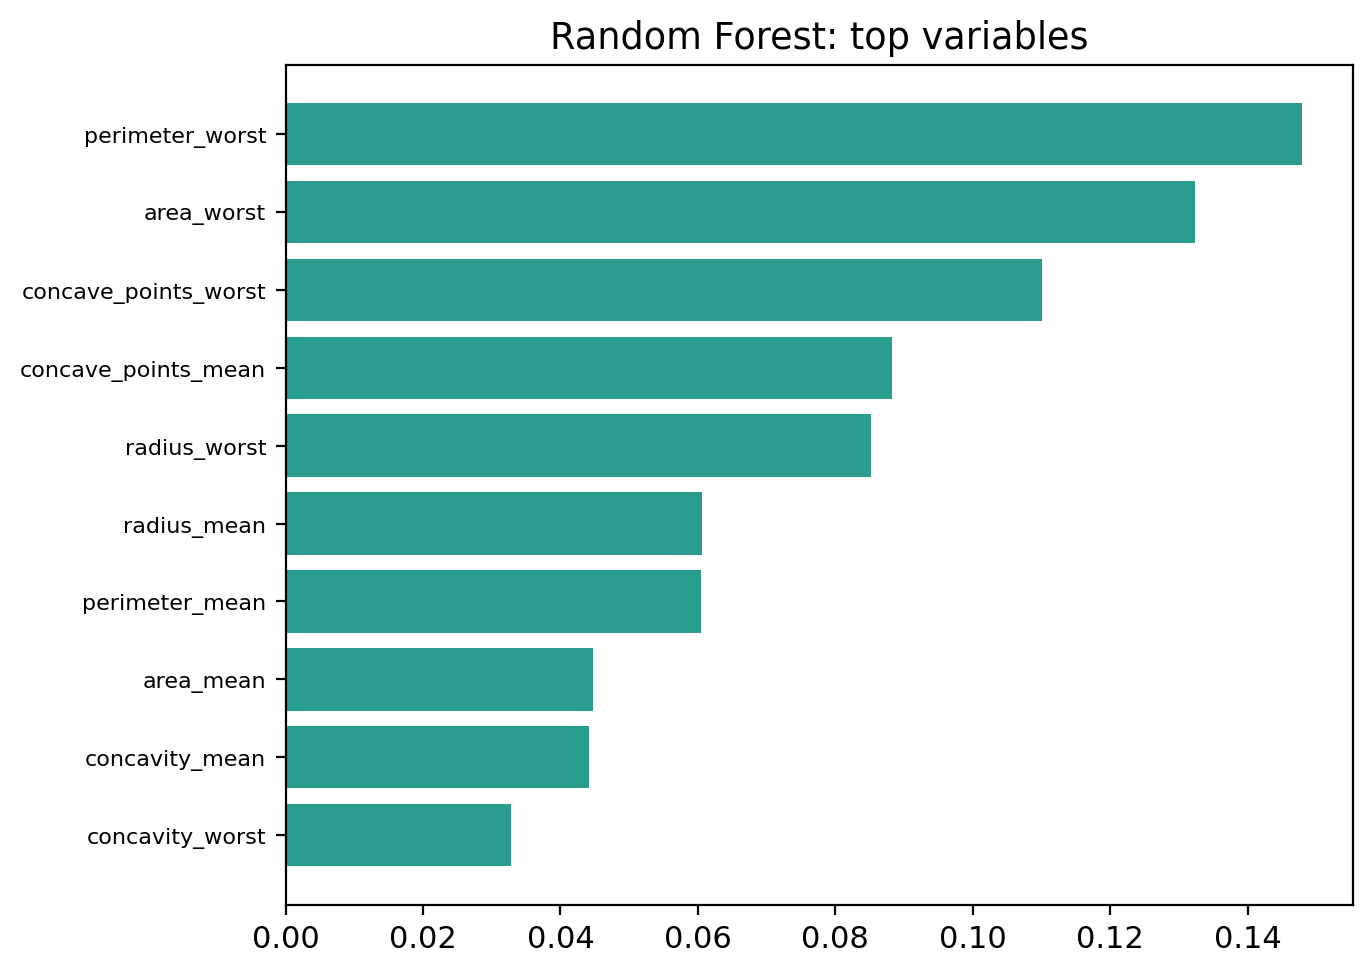 Random Forest: top variables
perimeter_worst
area_worst
concave_points_worst
concave_points_mean
radius_worst
radius_mean
perimeter_mean
area_mean
concavity_mean
concavity_worst
0.00 0.02 0.04 0.06 0.08 0.10 0.12 0.14